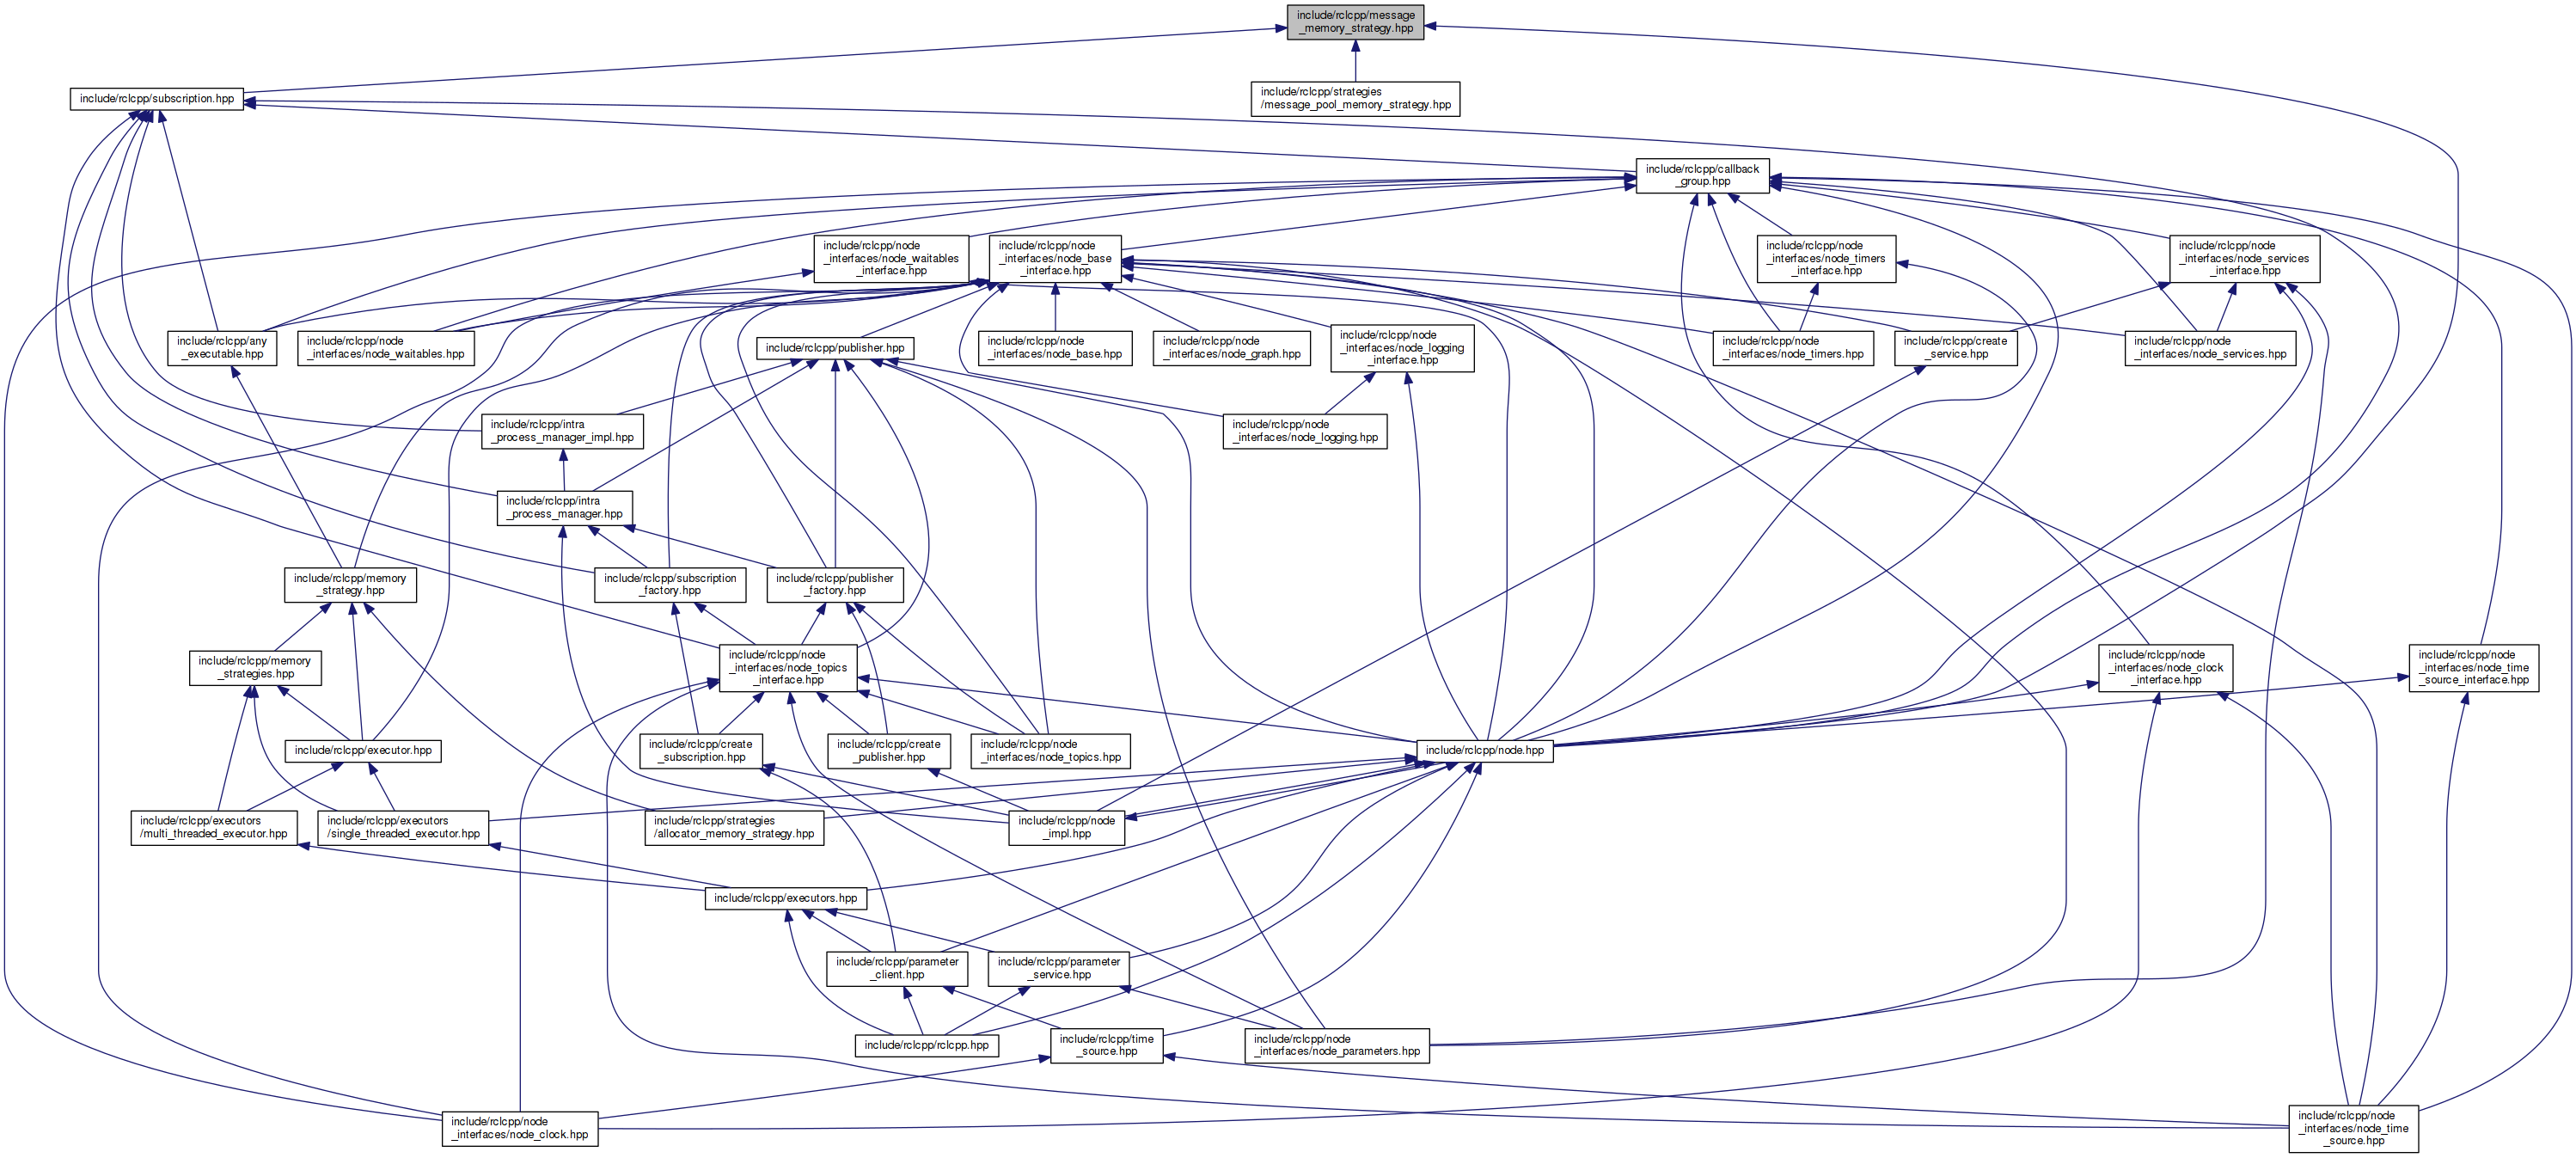 include/rclcpp/message
_memory_strategy.hpp
include/rclcpp/subscription.hpp
include/rclcpp/strategies
/message_pool_memory_strategy.hpp
include/rclcpp/callback
_group.hpp
include/rclcpp/node
_interfaces/node_waitables
_interface.hpp
include/rclcpp/node
_interfaces/node_base
_interface.hpp
include/rclcpp/node
_interfaces/node_timers
_interface.hpp
include/rclcpp/node
_interfaces/node_services
_interface.hpp
include/rclcpp/any
_executable.hpp
include/rclcpp/node
_interfaces/node_waitables.hpp
include/rclcpp/publisher.hpp
include/rclcpp/node
_interfaces/node_base.hpp
include/rclcpp/node
_interfaces/node_graph.hpp
include/rclcpp/node
_interfaces/node_logging
_interface.hpp
include/rclcpp/node
_interfaces/node_timers.hpp
include/rclcpp/create
_service.hpp
include/rclcpp/node
_interfaces/node_services.hpp
include/rclcpp/intra
_process_manager_impl.hpp
include/rclcpp/node
_interfaces/node_logging.hpp
include/rclcpp/intra
_process_manager.hpp
include/rclcpp/memory
_strategy.hpp
include/rclcpp/subscription
_factory.hpp
include/rclcpp/publisher
_factory.hpp
include/rclcpp/memory
_strategies.hpp
include/rclcpp/node
_interfaces/node_topics
_interface.hpp
include/rclcpp/node
_interfaces/node_clock
_interface.hpp
include/rclcpp/node
_interfaces/node_time
_source_interface.hpp
include/rclcpp/executor.hpp
include/rclcpp/create
_subscription.hpp
include/rclcpp/create
_publisher.hpp
include/rclcpp/node
_interfaces/node_topics.hpp
include/rclcpp/node.hpp
include/rclcpp/executors
/multi_threaded_executor.hpp
include/rclcpp/executors
/single_threaded_executor.hpp
include/rclcpp/strategies
/allocator_memory_strategy.hpp
include/rclcpp/node
_impl.hpp
include/rclcpp/executors.hpp
include/rclcpp/parameter
_client.hpp
include/rclcpp/parameter
_service.hpp
include/rclcpp/rclcpp.hpp
include/rclcpp/time
_source.hpp
include/rclcpp/node
_interfaces/node_parameters.hpp
include/rclcpp/node
_interfaces/node_clock.hpp
include/rclcpp/node
_interfaces/node_time
_source.hpp